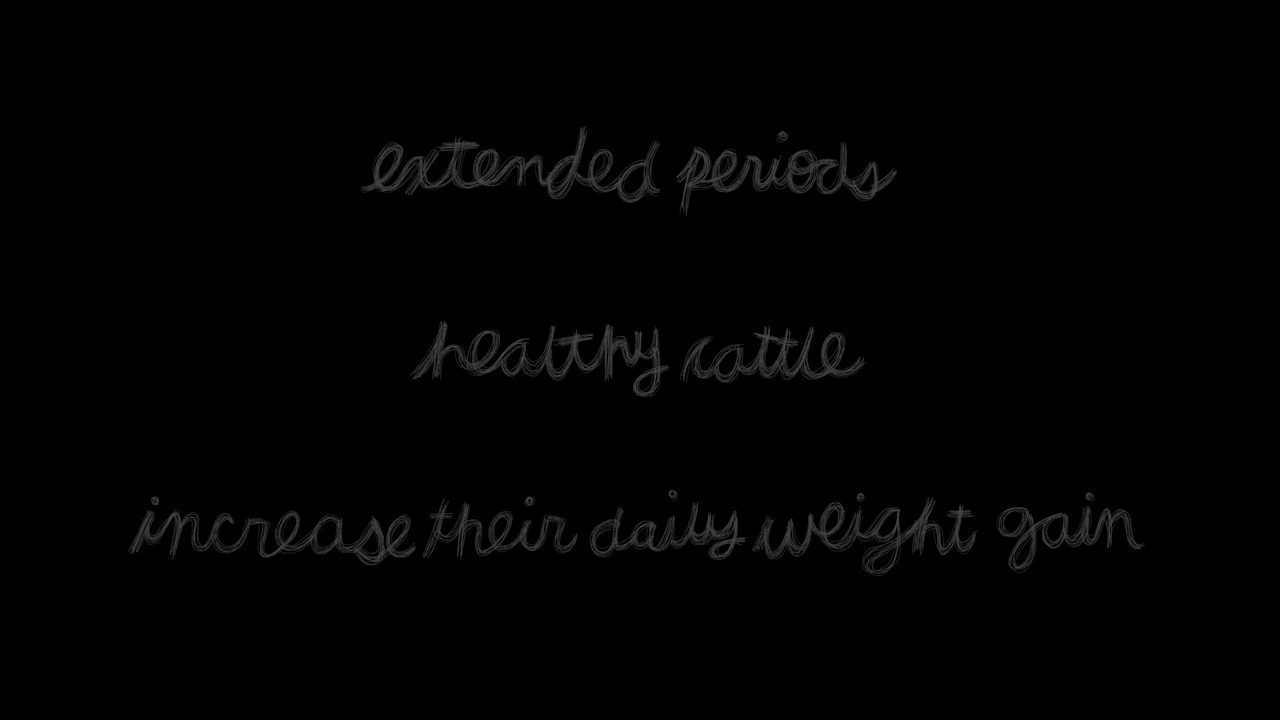 extended periods
healthy cattle
increase their daily weight gain